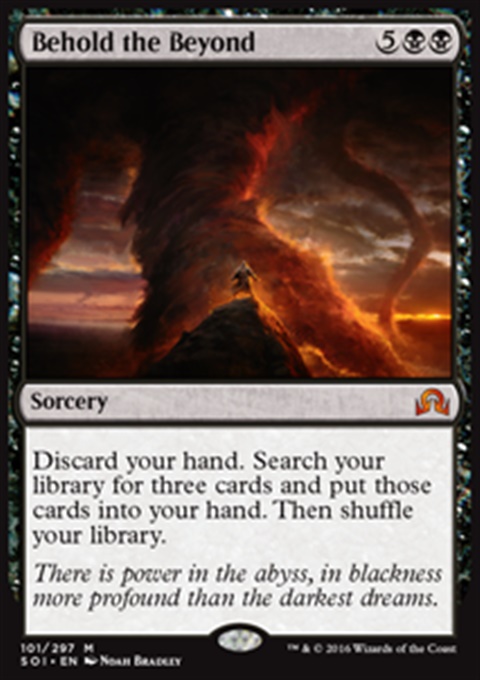 Behold the Beyond 5
Sorcery
Discard your hand. Search your
library for three cards and put those
cards into your hand. Then shuffle
your library.
There is power in the abyss, in blackness
more profound than the darkest dreams.
101/297 M
SOI • EN NOAH BRADLEY
™ & © 2016 Wizards of the Coast